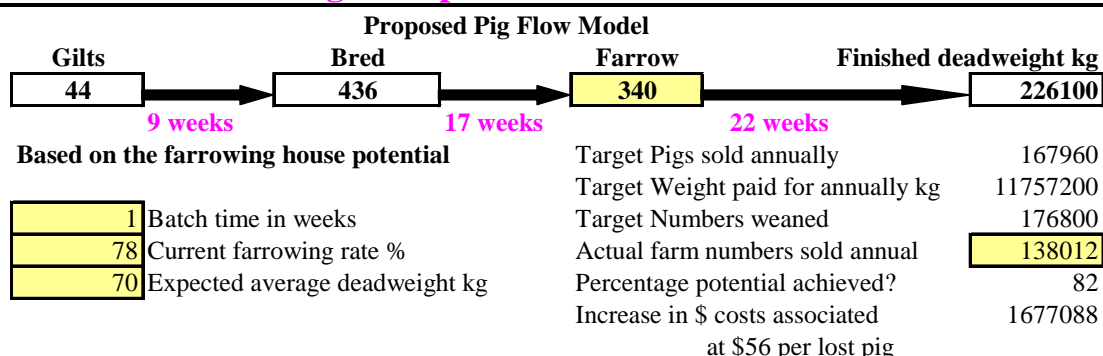 Proposed Pig Flow Model
Gilts Bred Farrow Finished deadweight kg
44 436 340 226100
9 weeks 17 weeks 22 weeks
Based on the farrowing house potential
1 Batch time in weeks
78 Current farrowing rate %
70 Expected average deadweight kg
Target Pigs sold annually 167960
Target Weight paid for annually kg 11757200
Target Numbers weaned 176800
Actual farm numbers sold annual 138012
Percentage potential achieved? 82
Increase in $ costs associated 1677088
at $56 per lost pig